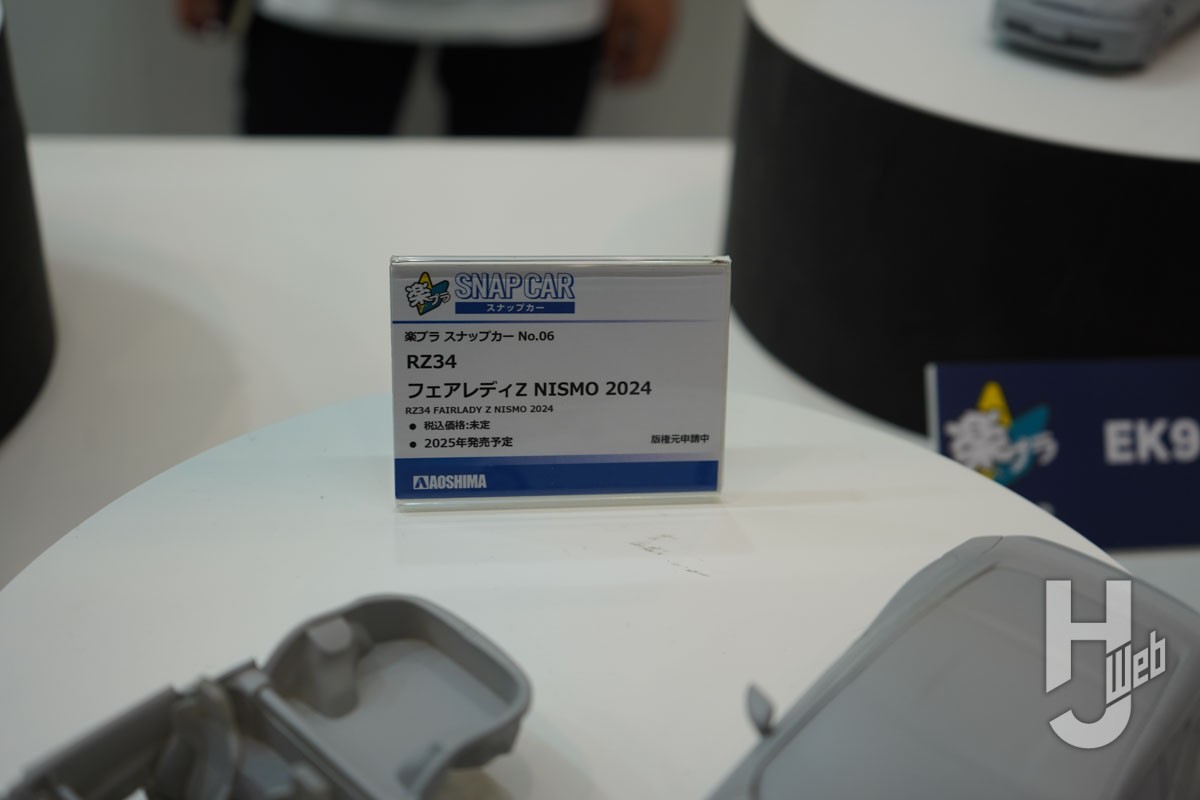 楽プラ
SNAP CAR
スナップカー
楽プラ スナップカー No.06
RZ34
フェアレディZ NISMO 2024
RZ34 FAIRLADY Z NISMO 2024
● 税込価格:未定
● 2025年発売予定
版権元申請中
AOSHIMA
楽プラ
EK9
HJ Web